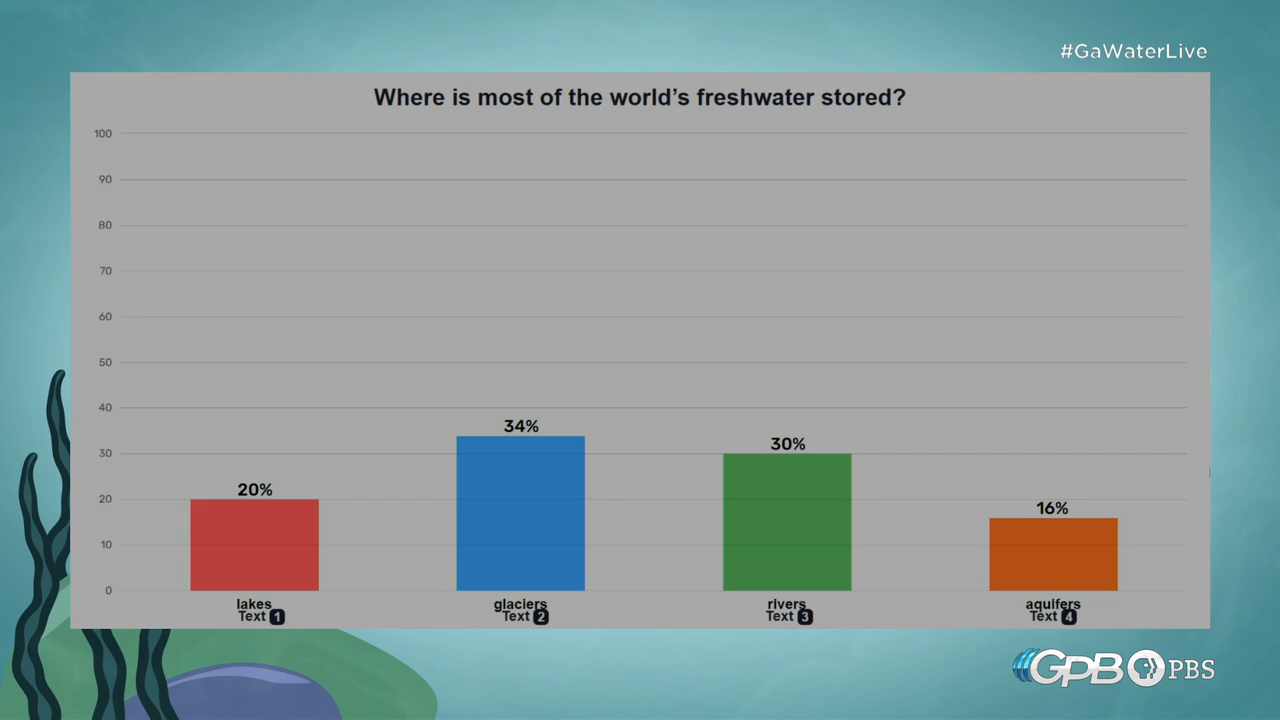 #GaWaterLive
Where is most of the world's freshwater stored?
100
90
80
70
60
50
40
30
20
10
0
20%
34%
30%
16%
lakes
Text 1
glaciers
Text 2
rivers
Text 3
aquifers
Text 4
GPB PBS